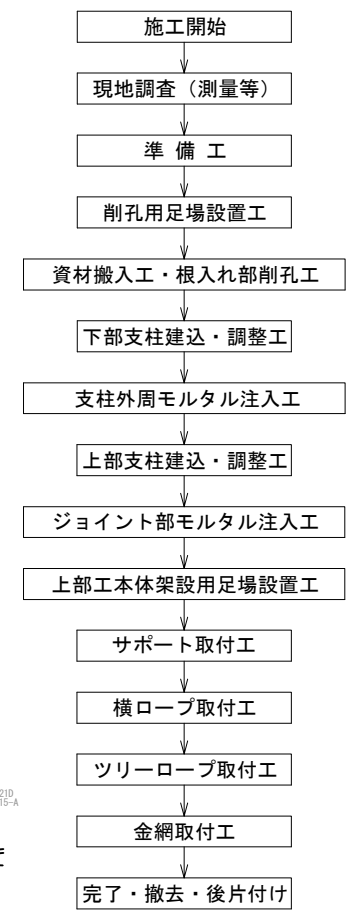 施工開始
現地調査（測量等）
準 備 工
削孔用足場設置工
資材搬入工・根入れ部削孔工
下部支柱建込・調整工
支柱外周モルタル注入工
上部支柱建込・調整工
ジョイント部モルタル注入工
上部工本体架設用足場設置工
サポート取付工
横ロープ取付工
ツリーロープ取付工
21D
15-A
金網取付工
完了・撤去・後片付け